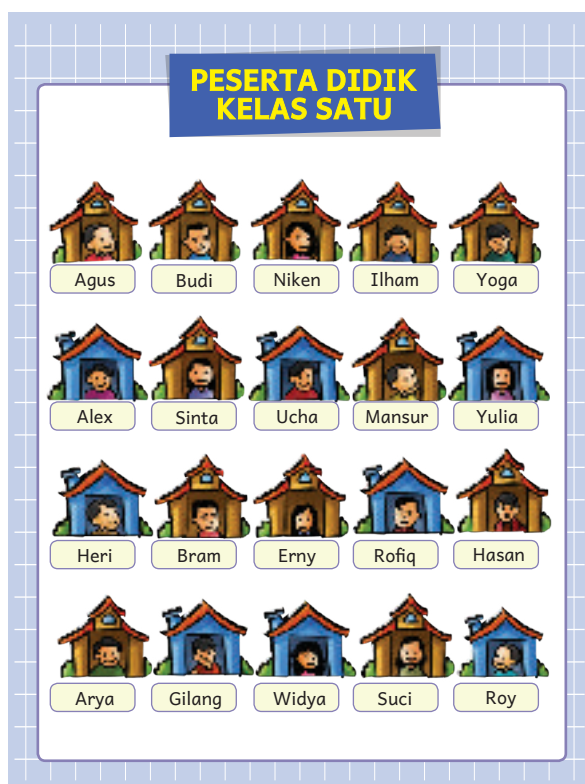 PESERTA DIDIK
KELAS SATU
Agus Budi Niken Ilham Yoga
Alex Sinta Ucha Mansur Yulia
Heri Bram Erny Rofiq Hasan
Arya Gilang Widya Suci Roy